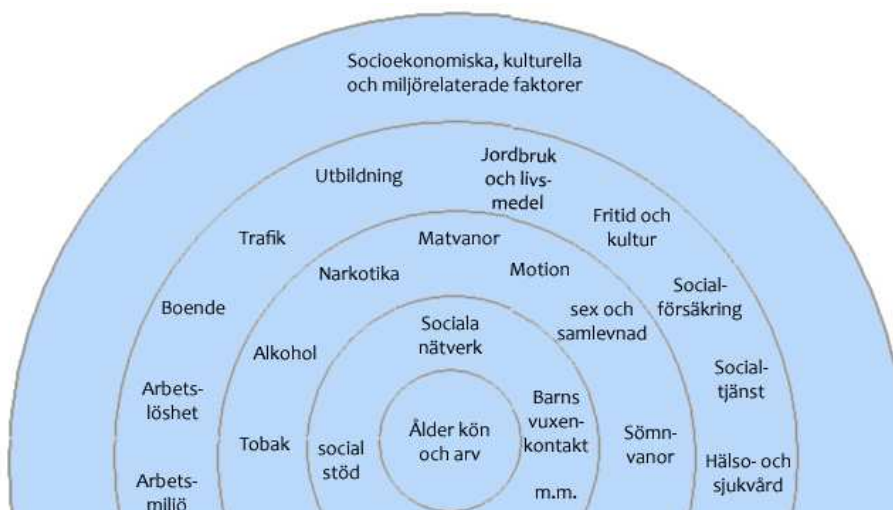 Socioekonomiska, kulturella
och miljörelaterade faktorer
Utbildning
Jordbruk
och livs-
medel
Fritid och
kultur
Trafik
Boende
Social-
försäkring
Arbets-
löshet
Social-
tjänst
Arbets-
miljö
Hälso- och
sjukvård
Matvanor
Narkotika
Motion
sex och
samlevnad
Alkohol
Tobak
Sömn-
vanor
Sociala
nätverk
social
stöd
Barns
vuxen-
kontakt
m.m.
Ålder kön
och arv